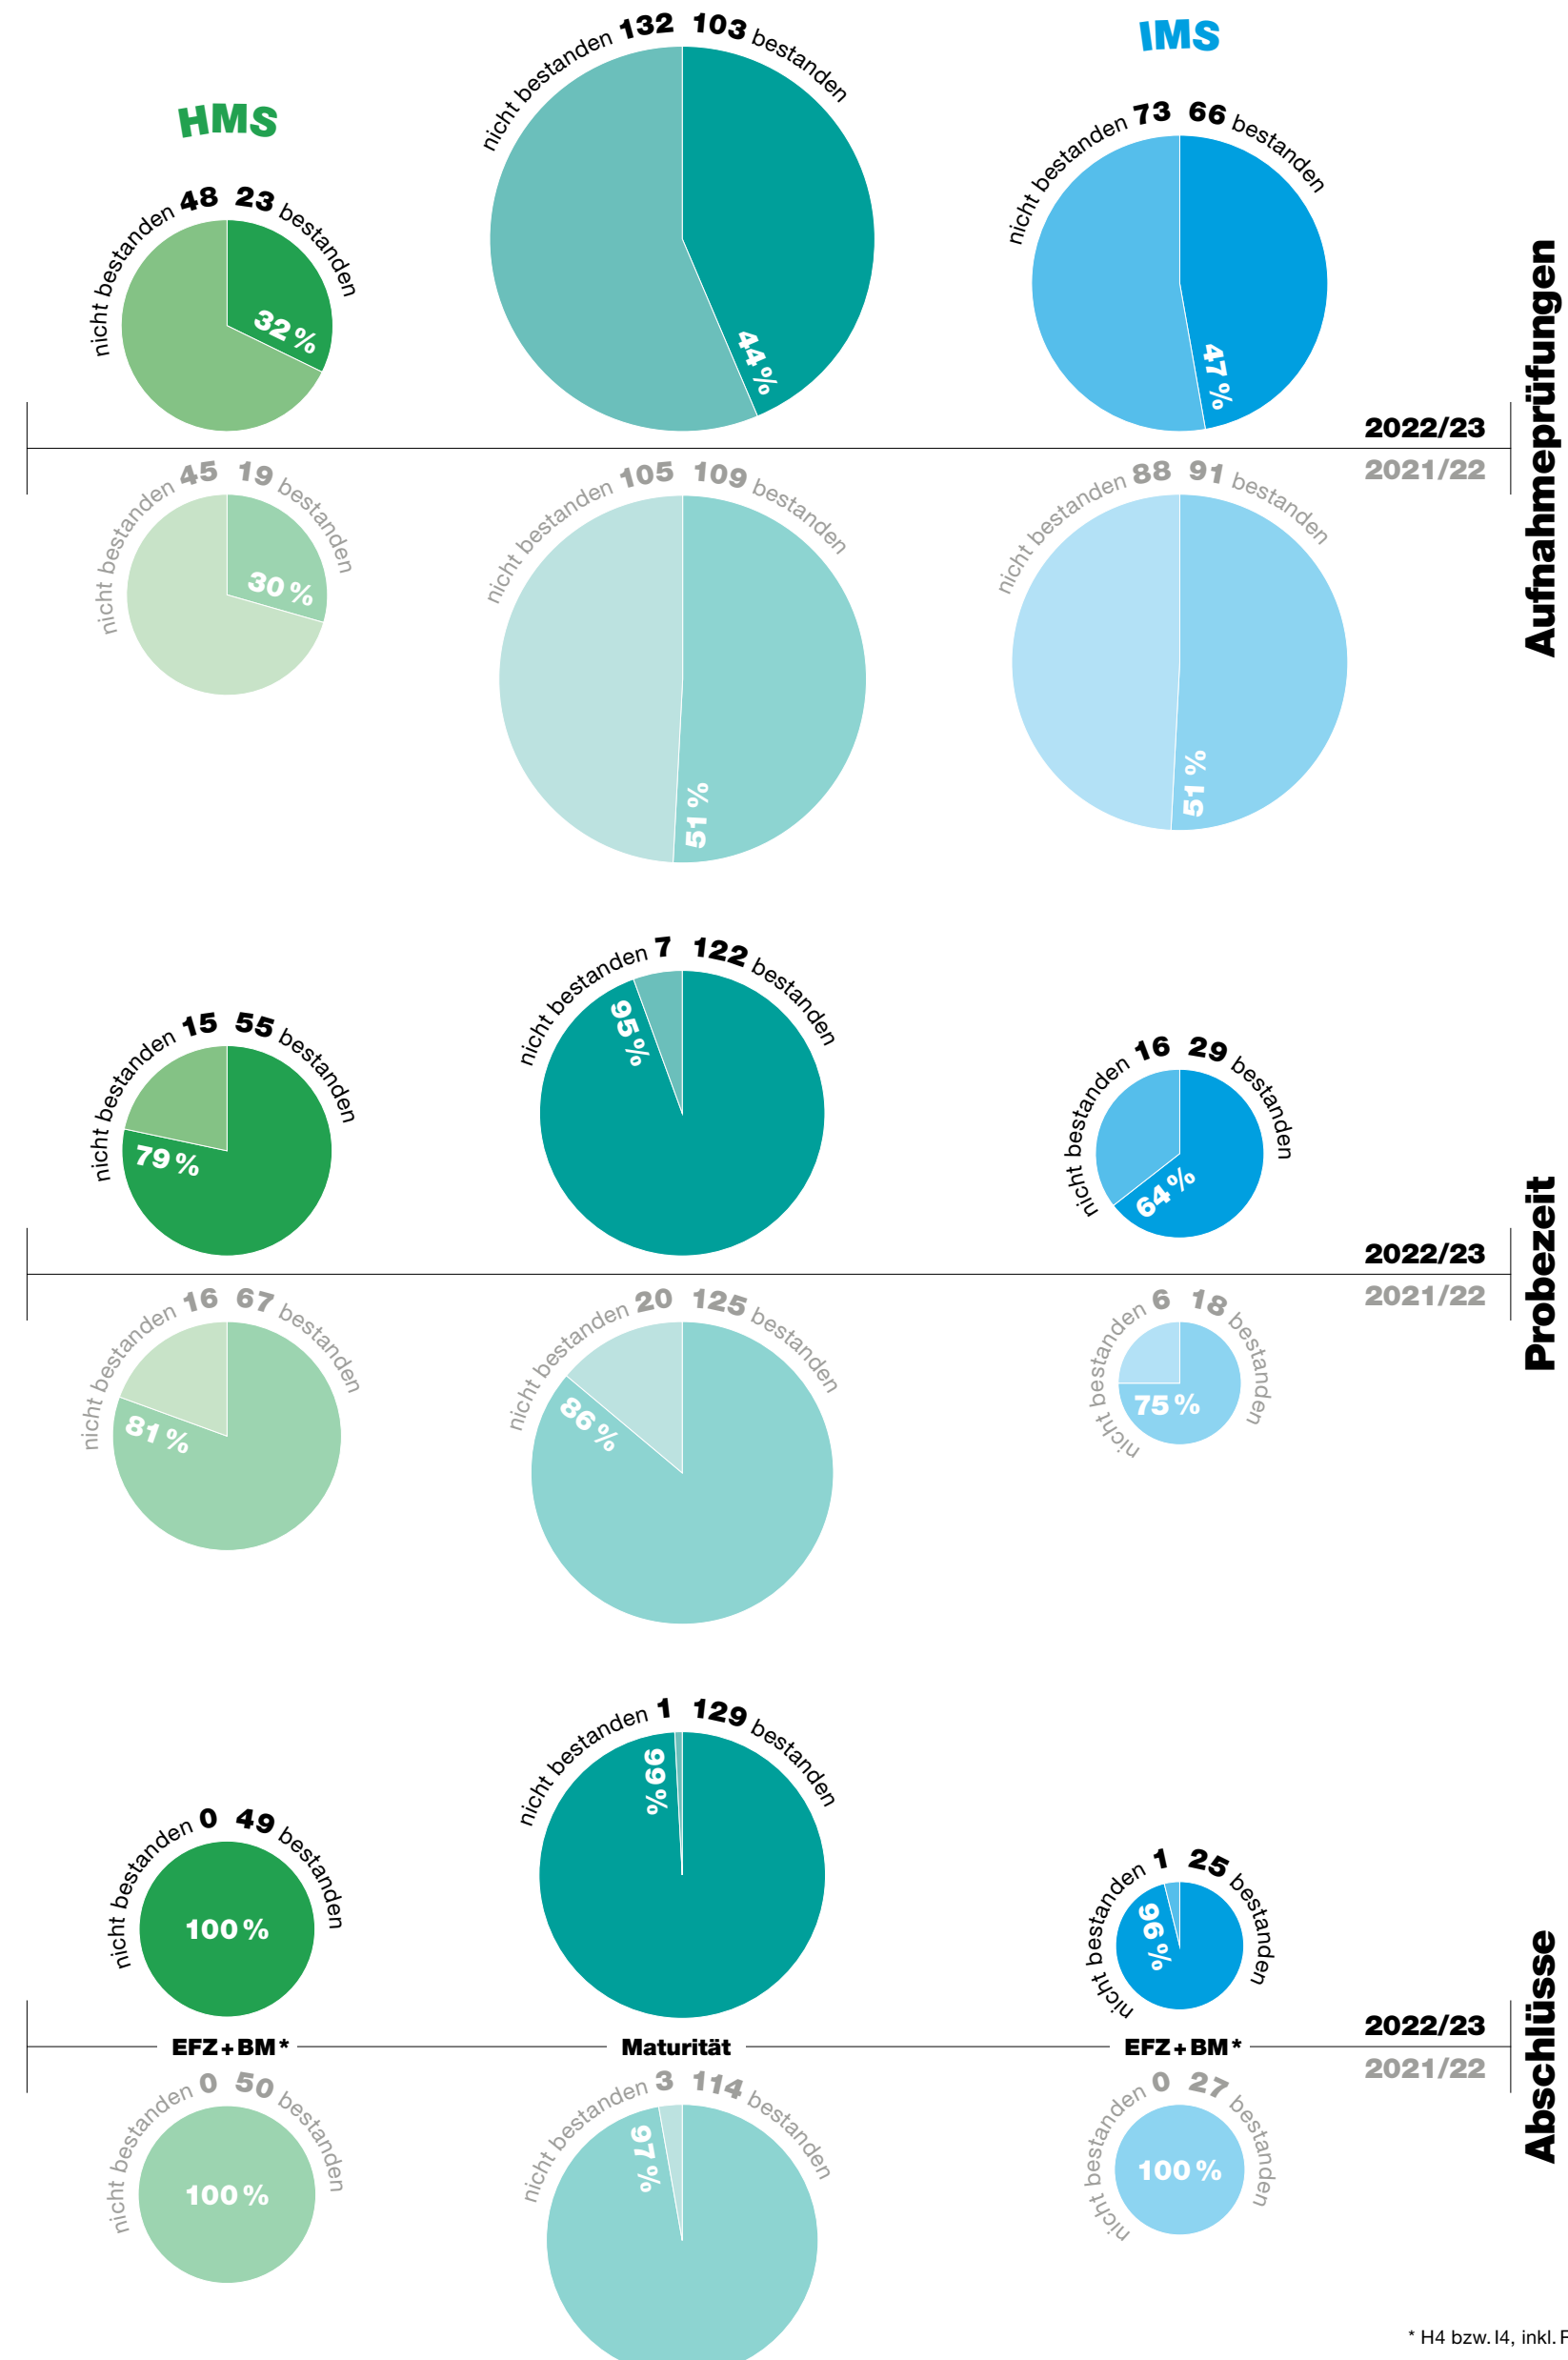 HMS
IMS
Aufnahmeprüfungen
nicht bestanden 48 23 bestanden
32 %
nicht bestanden 132 103 bestanden
44 %
nicht bestanden 73 66 bestanden
47 %
2022/23
2021/22
nicht bestanden 45 19 bestanden
30 %
nicht bestanden 105 109 bestanden
51 %
nicht bestanden 88 91 bestanden
51 %
Probezeit
nicht bestanden 15 55 bestanden
79 %
nicht bestanden 7 122 bestanden
95 %
nicht bestanden 16 29 bestanden
64 %
2022/23
2021/22
nicht bestanden 16 67 bestanden
81 %
nicht bestanden 20 125 bestanden
86 %
nicht bestanden 6 18 bestanden
75 %
Abschlüsse
nicht bestanden 0 49 bestanden
100 %
nicht bestanden 1 129 bestanden
99 %
nicht bestanden 1 25 bestanden
96 %
2022/23
EFZ + BM *
Maturität
EFZ + BM *
2021/22
nicht bestanden 0 50 bestanden
100 %
nicht bestanden 3 114 bestanden
97 %
nicht bestanden 0 27 bestanden
100 %
* H4 bzw. I4, inkl.